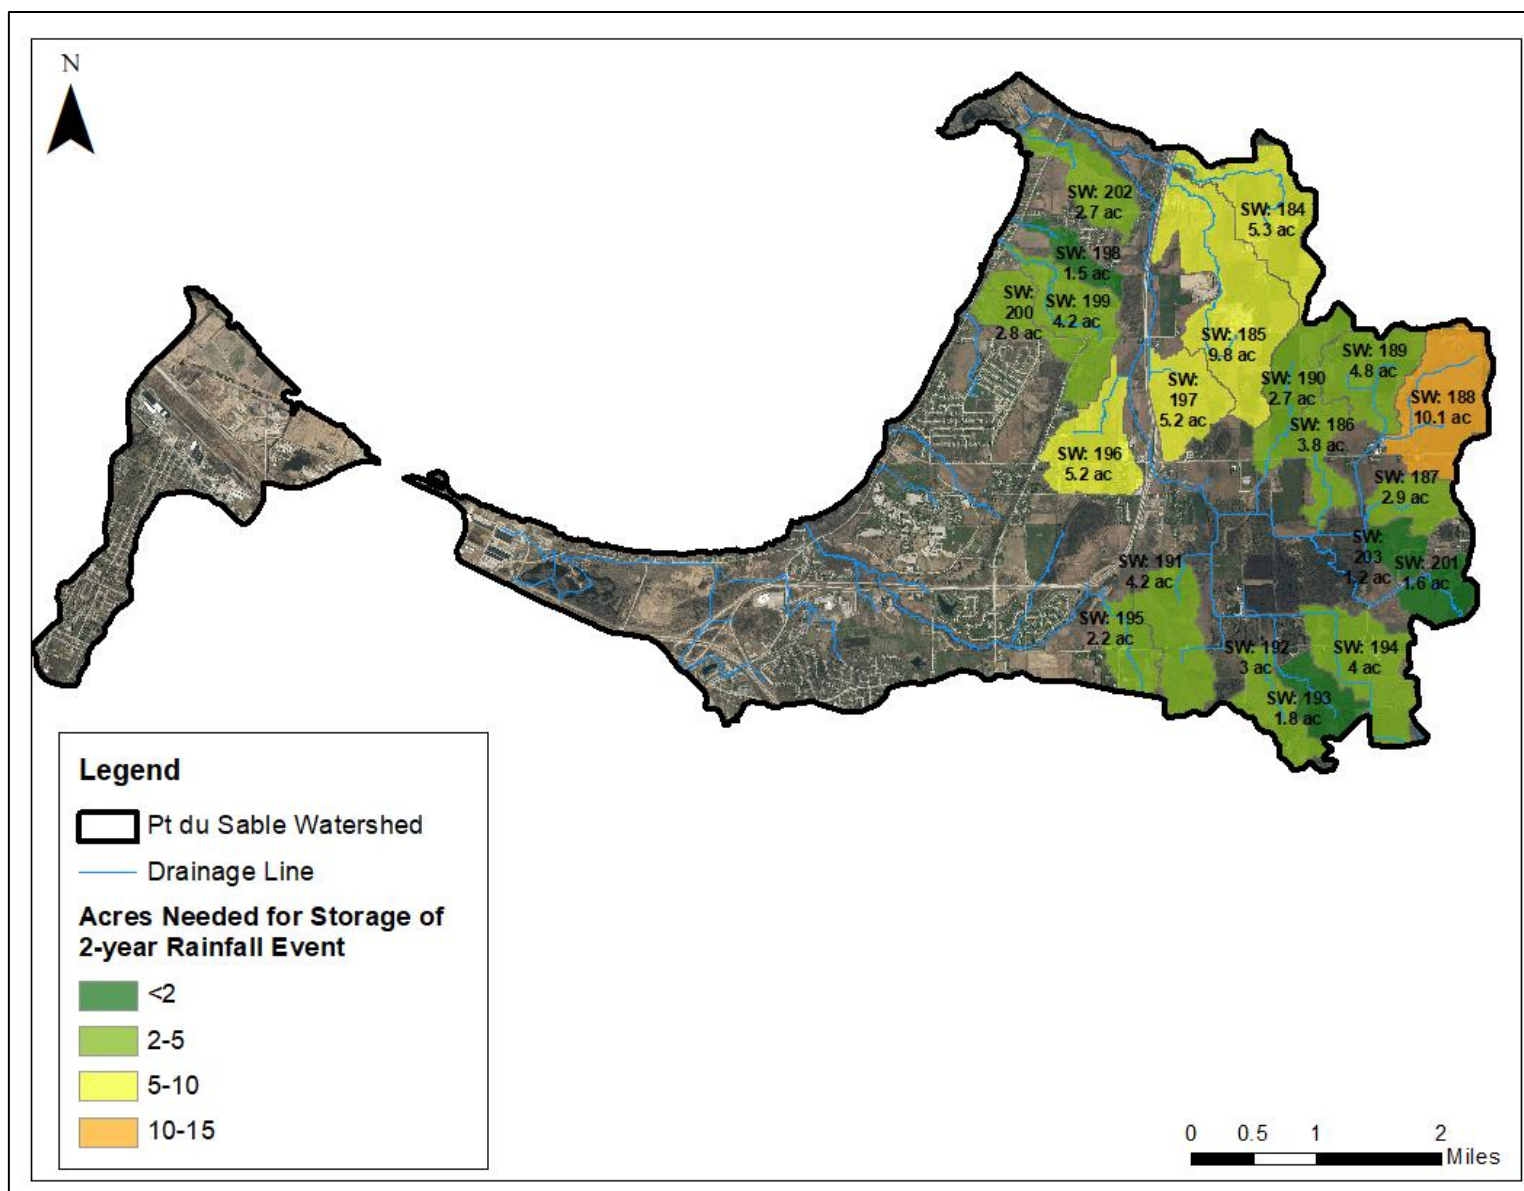 N
SW: 202
2.7 ac
SW: 184
5.3 ac
SW: 198
1.5 ac
SW:
200
2.8 ac
SW: 199
4.2 ac
SW: 185
9.8 ac
SW: 189
4.8 ac
SW:
197
5.2 ac
SW: 190
2.7 ac
SW: 188
10.1 ac
SW: 186
3.8 ac
SW: 196
5.2 ac
SW: 187
2.9 ac
SW:
203
1.2 ac
SW: 201
1.6 ac
SW: 191
4.2 ac
SW: 195
2.2 ac
SW: 192
3 ac
SW: 194
4 ac
SW: 193
1.8 ac
Legend
Pt du Sable Watershed
Drainage Line
Acres Needed for Storage of
2-year Rainfall Event
<2
2-5
5-10
10-15
0 0.5 1 2
Miles